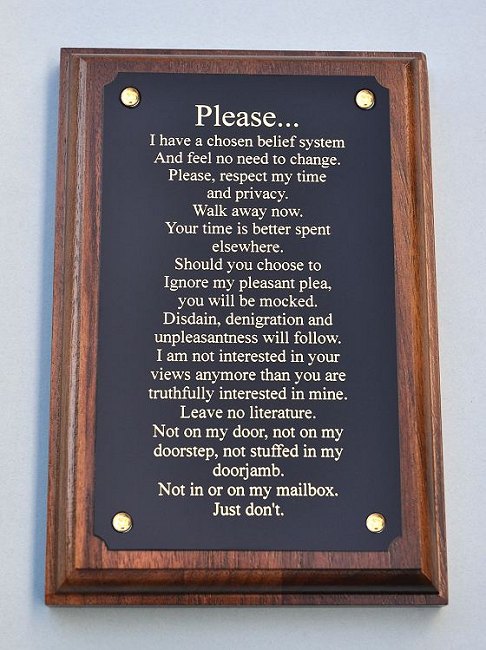 Please...
I have a chosen belief system
And feel no need to change.
Please, respect my time
and privacy.
Walk away now.
Your time is better spent
elsewhere.
Should you choose to
Ignore my pleasant plea,
you will be mocked.
Disdain, denigration and
unpleasantness will follow.
I am not interested in your
views anymore than you are
truthfully interested in mine.
Leave no literature.
Not on my door, not on my
doorstep, not stuffed in my
doorjamb.
Not in or on my mailbox.
Just don't.